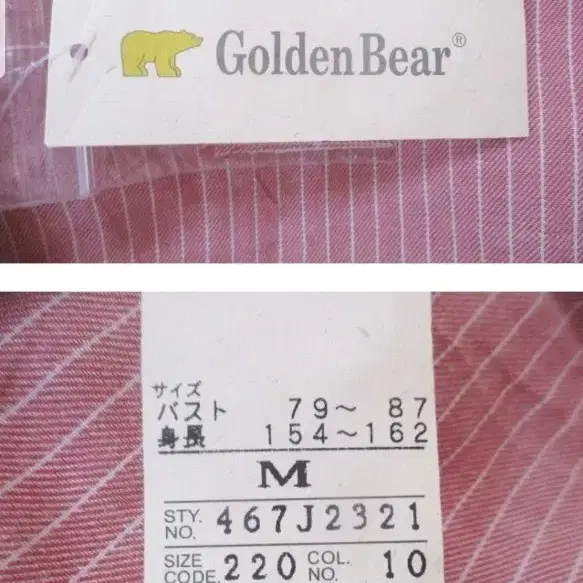 Golden Bear®
サイズ
バスト 79～ 87
身長 154～162
M
STY. NO. 467J2321
SIZE CODE. 220 COL. NO. 10